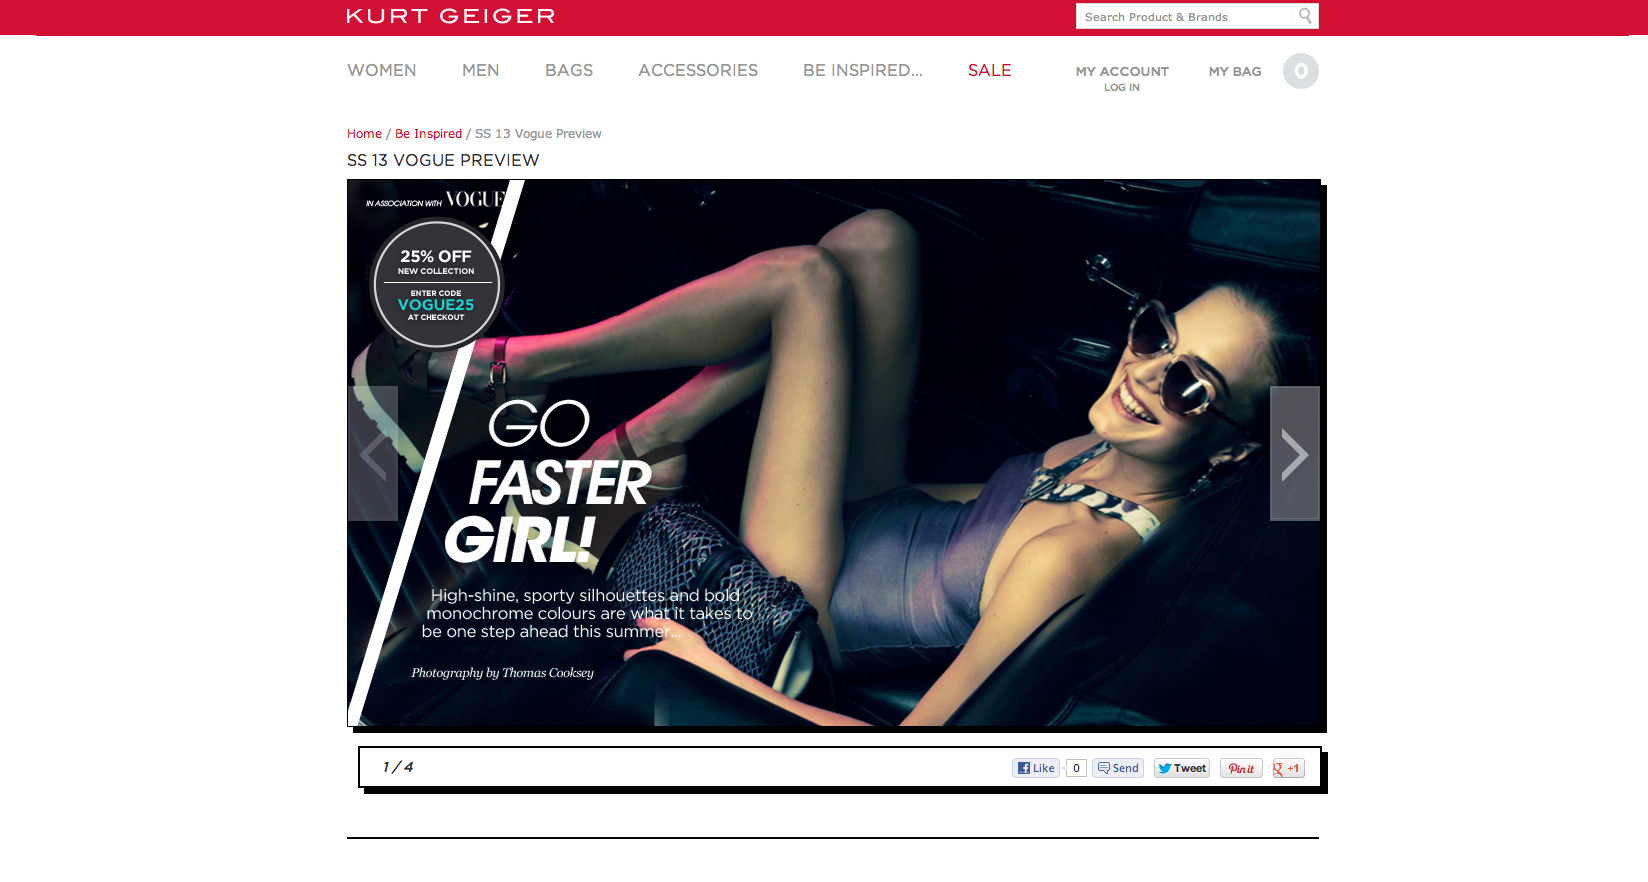 KURT GEIGER
Search Product & Brands
WOMEN MEN BAGS ACCESSORIES BE INSPIRED... SALE MY ACCOUNT MY BAG 0
LOG IN
Home / Be Inspired / SS 13 Vogue Preview
SS 13 VOGUE PREVIEW
IN ASSOCIATION WITH VOGUE
25% OFF
NEW COLLECTION
ENTER CODE
VOGUE25
AT CHECKOUT
GO
FASTER
GIRL!
High-shine, sporty silhouettes and bold
monochrome colours are what it takes to
be one step ahead this summer...
Photography by Thomas Cooksey
1 / 4
Like 0 Send Tweet Pin it g +1